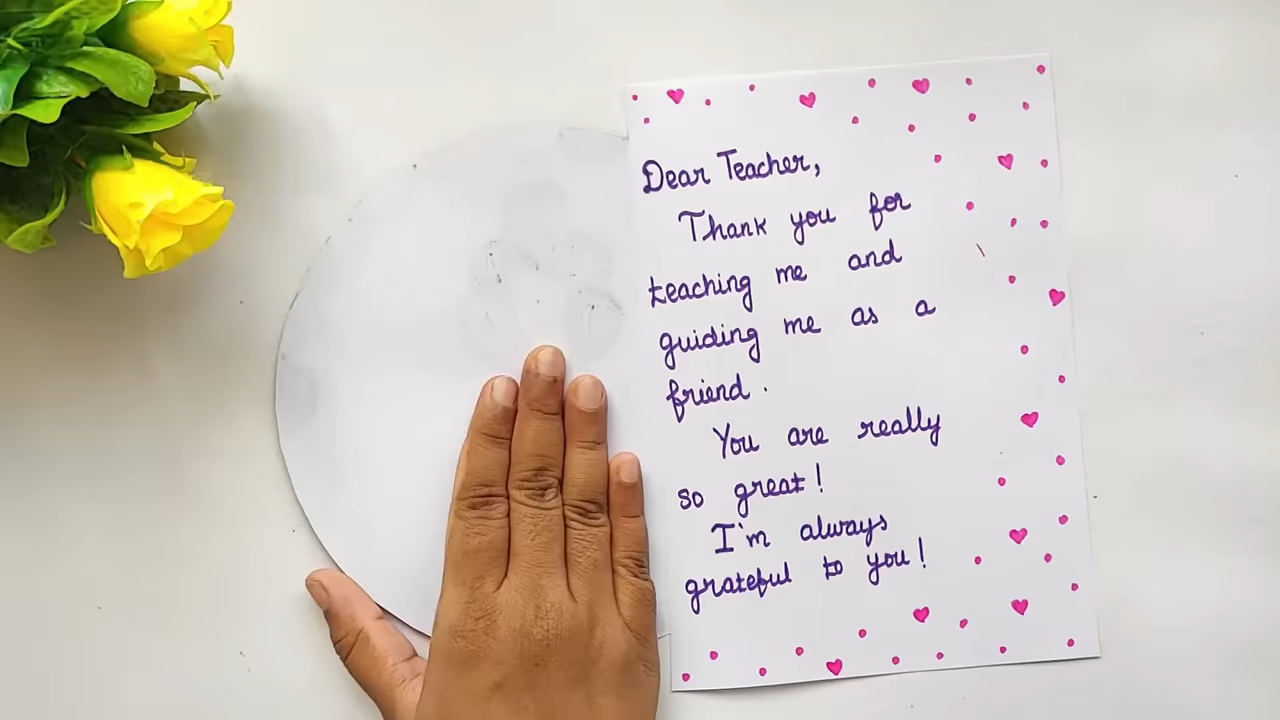 Dear Teacher,
Thank you for
teaching me and
guiding me as a
friend.
You are really
so great!
I'm always
grateful to you!